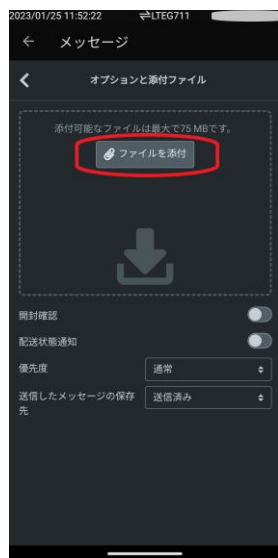 2023/01/25 11:52:22 LTEG711
メッセージ
オプションと添付ファイル
添付可能なファイルは最大で75 MBです。
ファイルを添付
開封確認
配送状態通知
優先度 通常
送信したメッセージの保存 送信済み
先